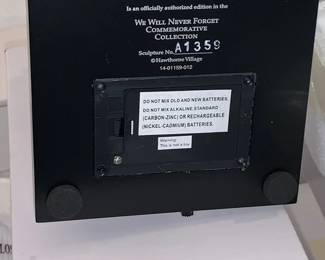 Is an officially authorized edition in the
WE WILL NEVER FORGET
COMMEMORATIVE
COLLECTION
Sculpture No. A1359
©Hawthorne Village
14-01159-012
DO NOT MIX OLD AND NEW BATTERIES.
DO NOT MIX ALKALINE, STANDARD
(CARBON-ZINC) OR RECHARGEABLE
(NICKEL-CADMIUM) BATTERIES.
Warning:
This is not a toy